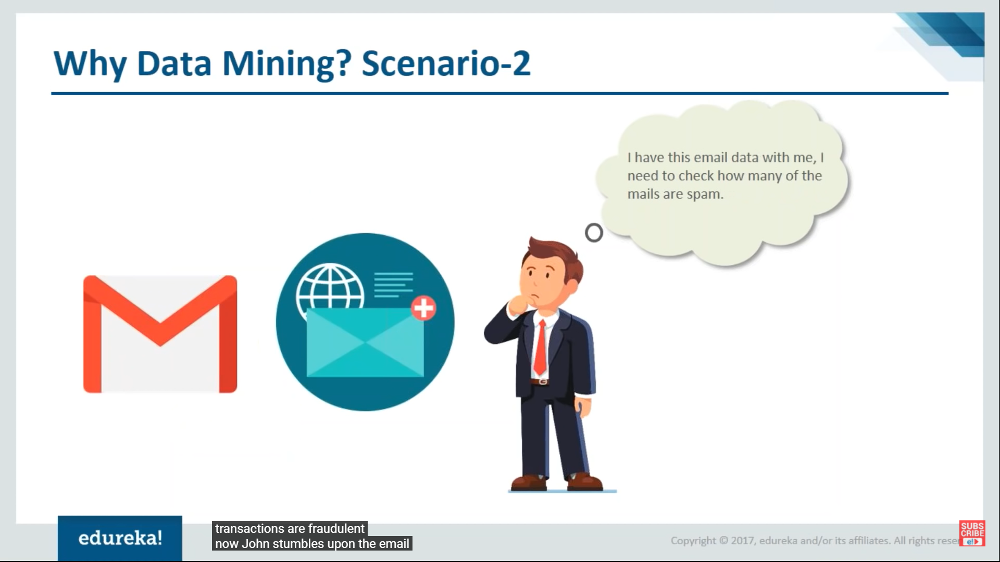 Why Data Mining? Scenario-2
I have this email data with me, I
need to check how many of the
mails are spam.
edureka!
transactions are fraudulent
now John stumbles upon the email
Copyright © 2017, edureka and/or its affiliates. All rights
SUBS
CRIBE
e!